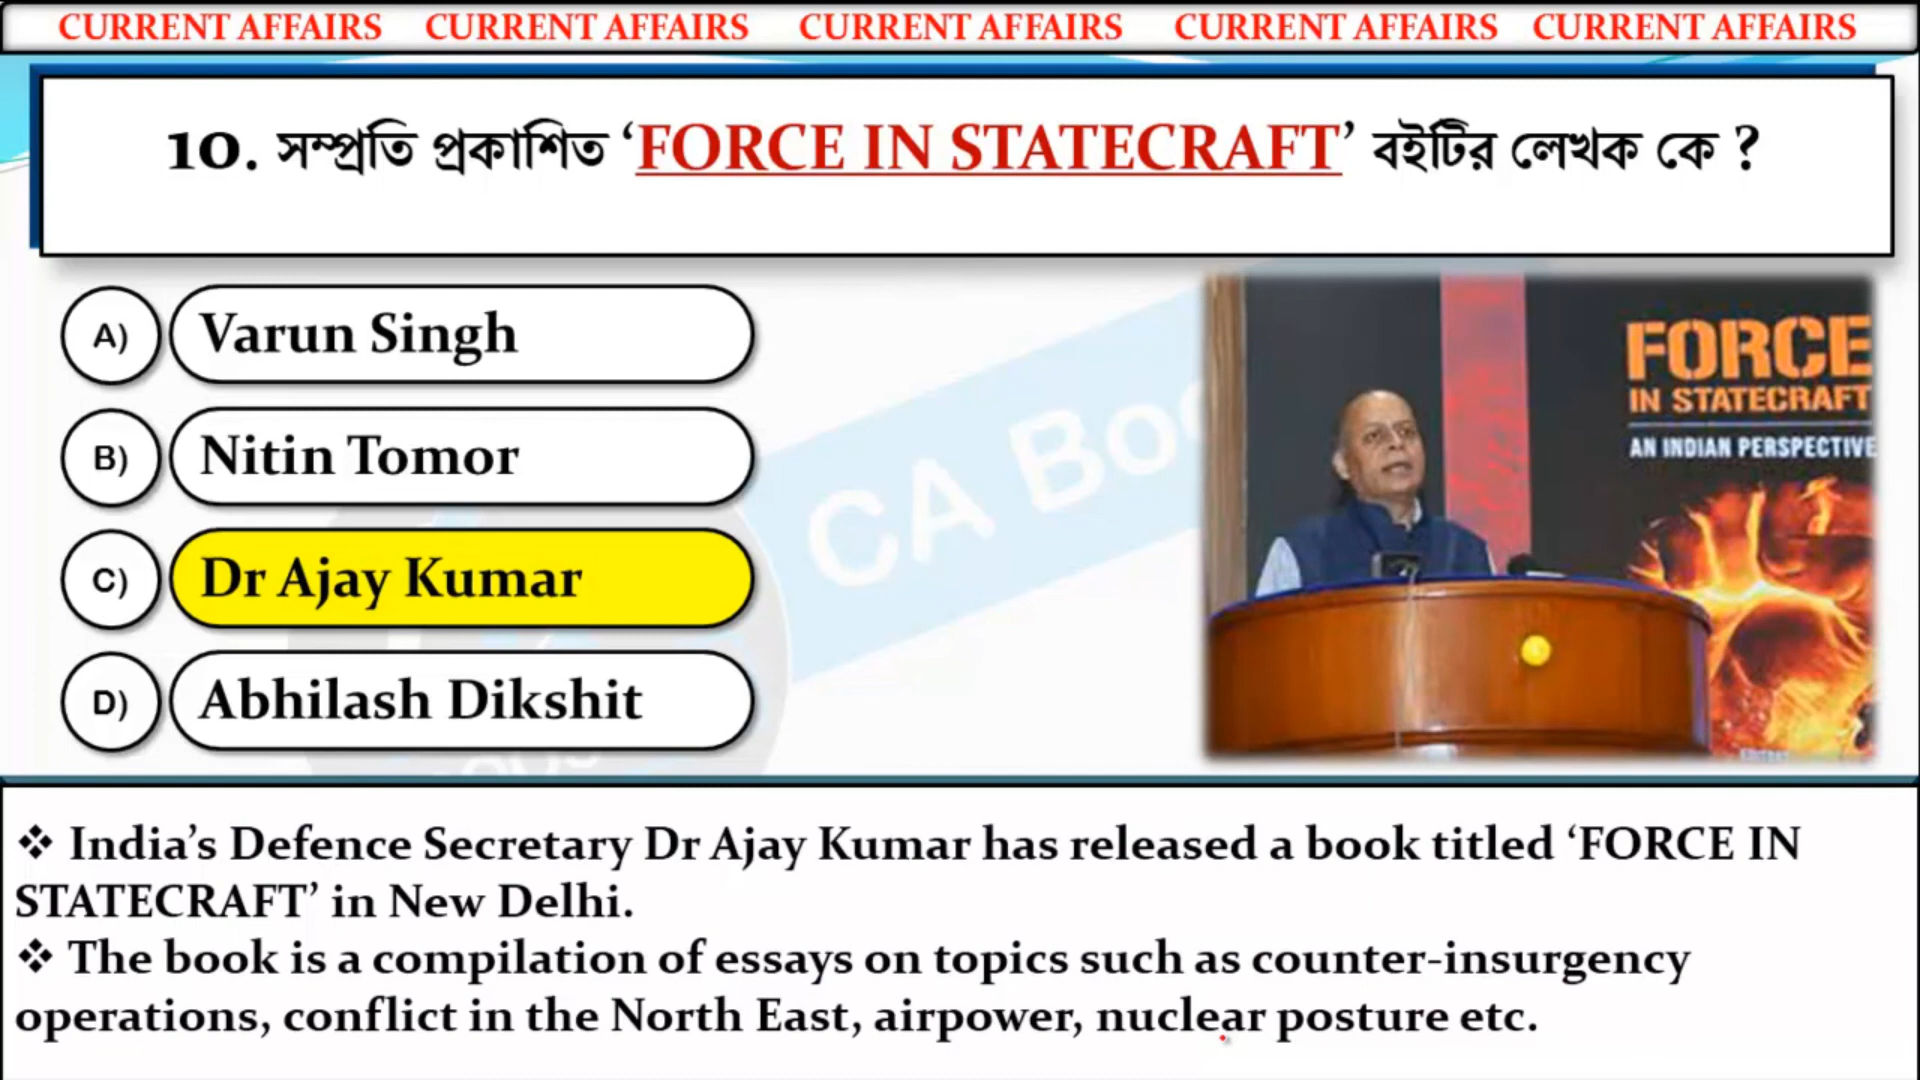 CURRENT AFFAIRS CURRENT AFFAIRS CURRENT AFFAIRS CURRENT AFFAIRS CURRENT AFFAIRS
10. সম্প্রতি প্রকাশিত ‘FORCE IN STATECRAFT’ বইটির লেখক কে ?
A) Varun Singh
B) Nitin Tomor
C) Dr Ajay Kumar
D) Abhilash Dikshit
CA Boo
FORCE
IN STATECRAFT
AN INDIAN PERSPECTIVE
❖ India’s Defence Secretary Dr Ajay Kumar has released a book titled ‘FORCE IN
STATECRAFT’ in New Delhi.
❖ The book is a compilation of essays on topics such as counter-insurgency
operations, conflict in the North East, airpower, nuclear posture etc.